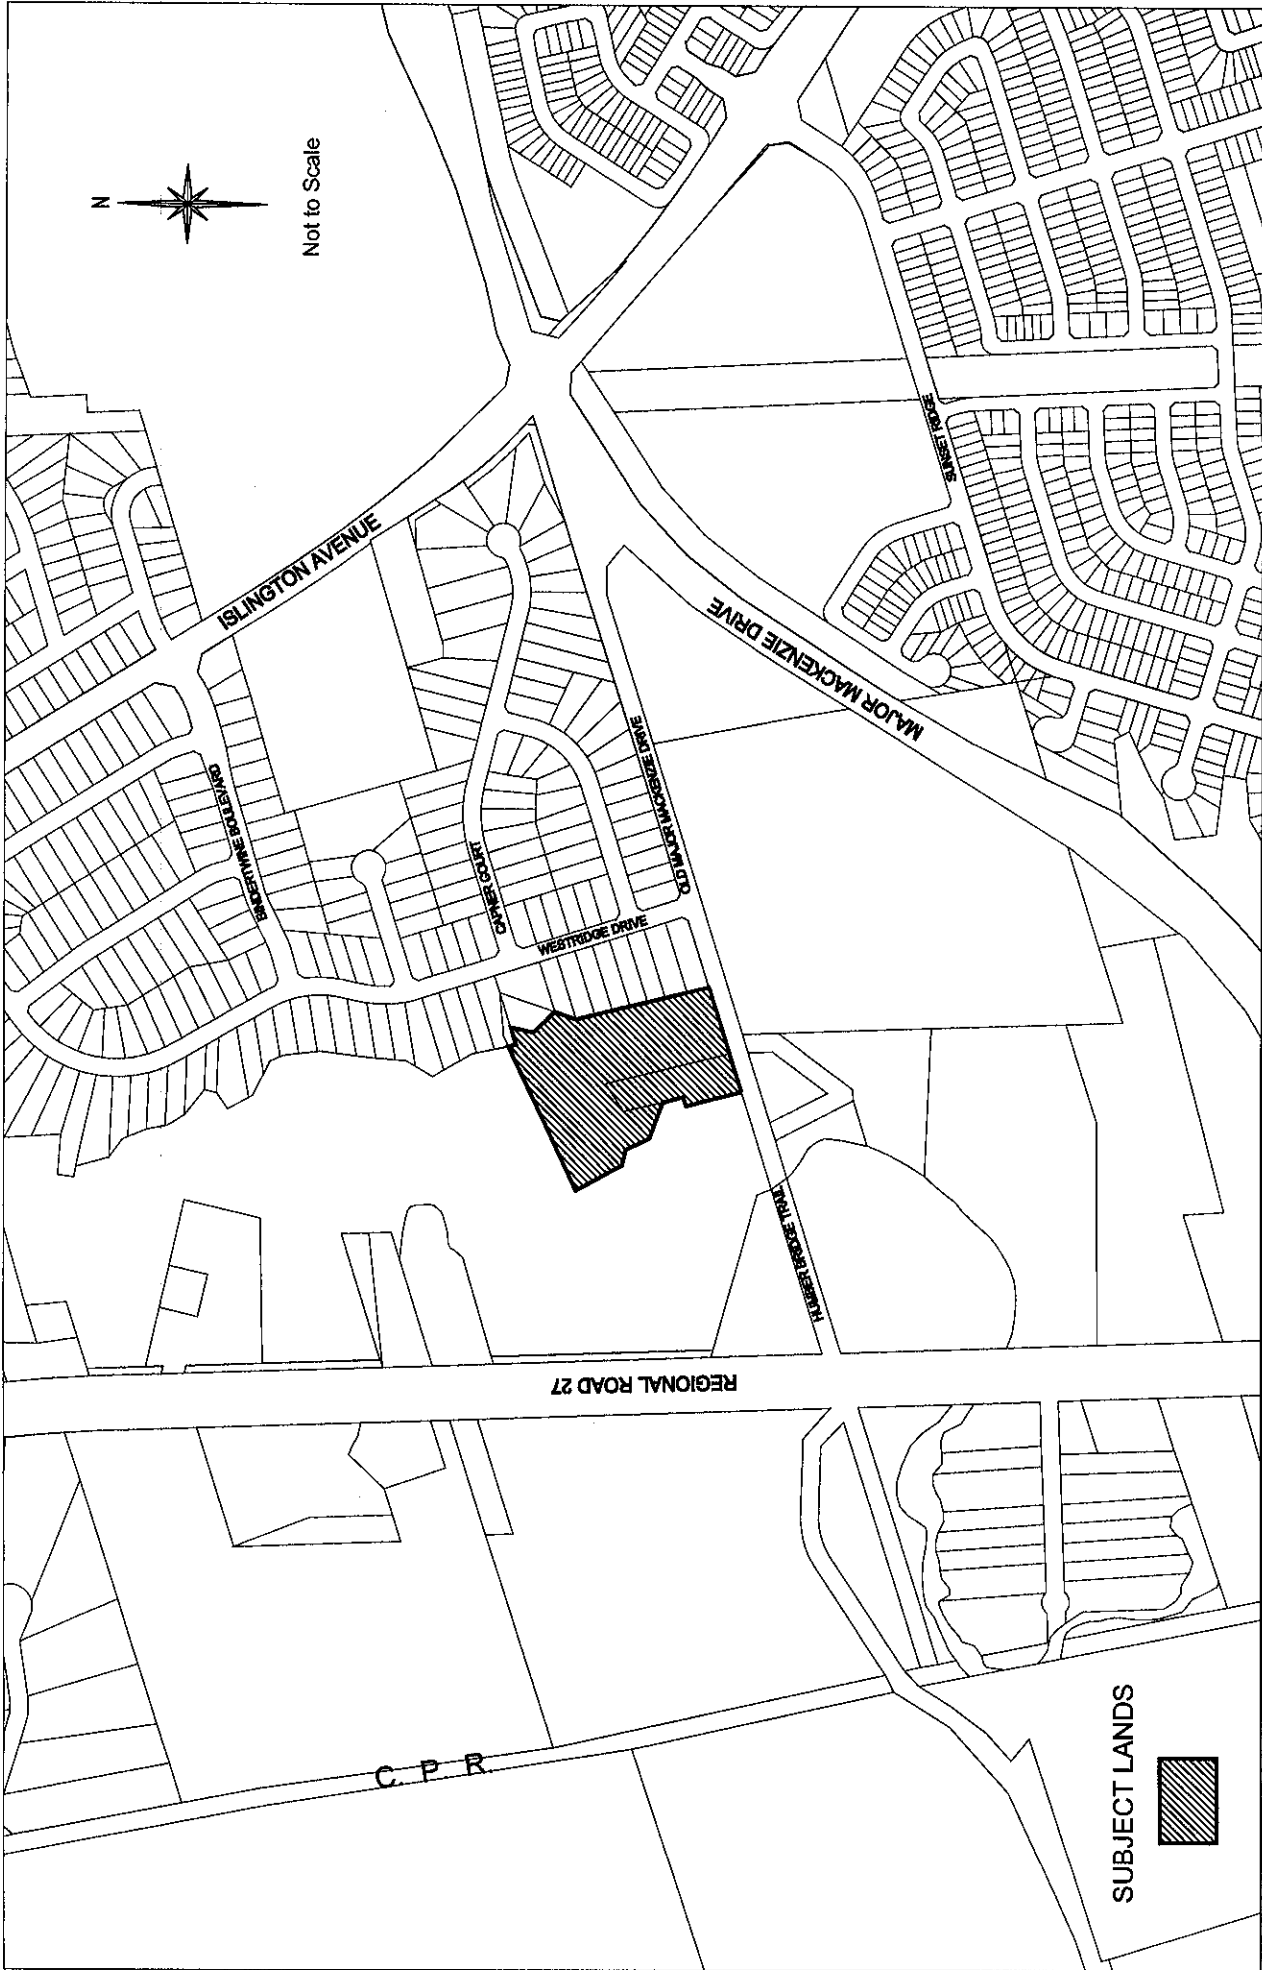 N
Not to Scale
ISLINGTON AVENUE
BINDERTWINE BOULEVARD
CAPNER COURT
WESTRIDGE DRIVE
OLD MAJOR MACKENZIE DRIVE
MAJOR MACKENZIE DRIVE
SUNSET RIDGE
HUMBER BRIDGE TRAIL
REGIONAL ROAD 27
C. P. R.
SUBJECT LANDS